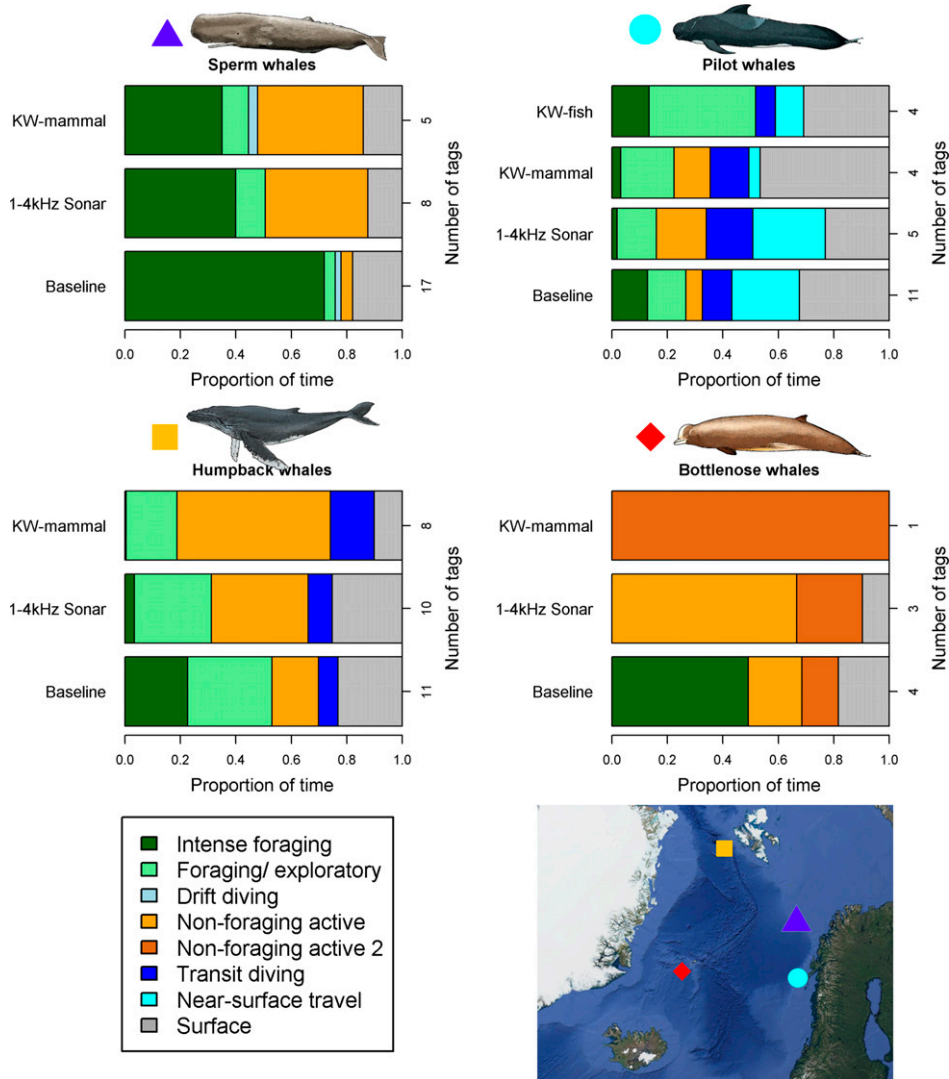 Sperm whales
KW-mammal
1-4kHz Sonar
Baseline
5
8
17
Number of tags
0.0 0.2 0.4 0.6 0.8 1.0
Proportion of time
Pilot whales
KW-fish
KW-mammal
1-4kHz Sonar
Baseline
4
4
5
11
Number of tags
0.0 0.2 0.4 0.6 0.8 1.0
Proportion of time
Humpback whales
KW-mammal
1-4kHz Sonar
Baseline
8
10
11
Number of tags
0.0 0.2 0.4 0.6 0.8 1.0
Proportion of time
Bottlenose whales
KW-mammal
1-4kHz Sonar
Baseline
1
3
4
Number of tags
0.0 0.2 0.4 0.6 0.8 1.0
Proportion of time
Intense foraging
Foraging/ exploratory
Drift diving
Non-foraging active
Non-foraging active 2
Transit diving
Near-surface travel
Surface